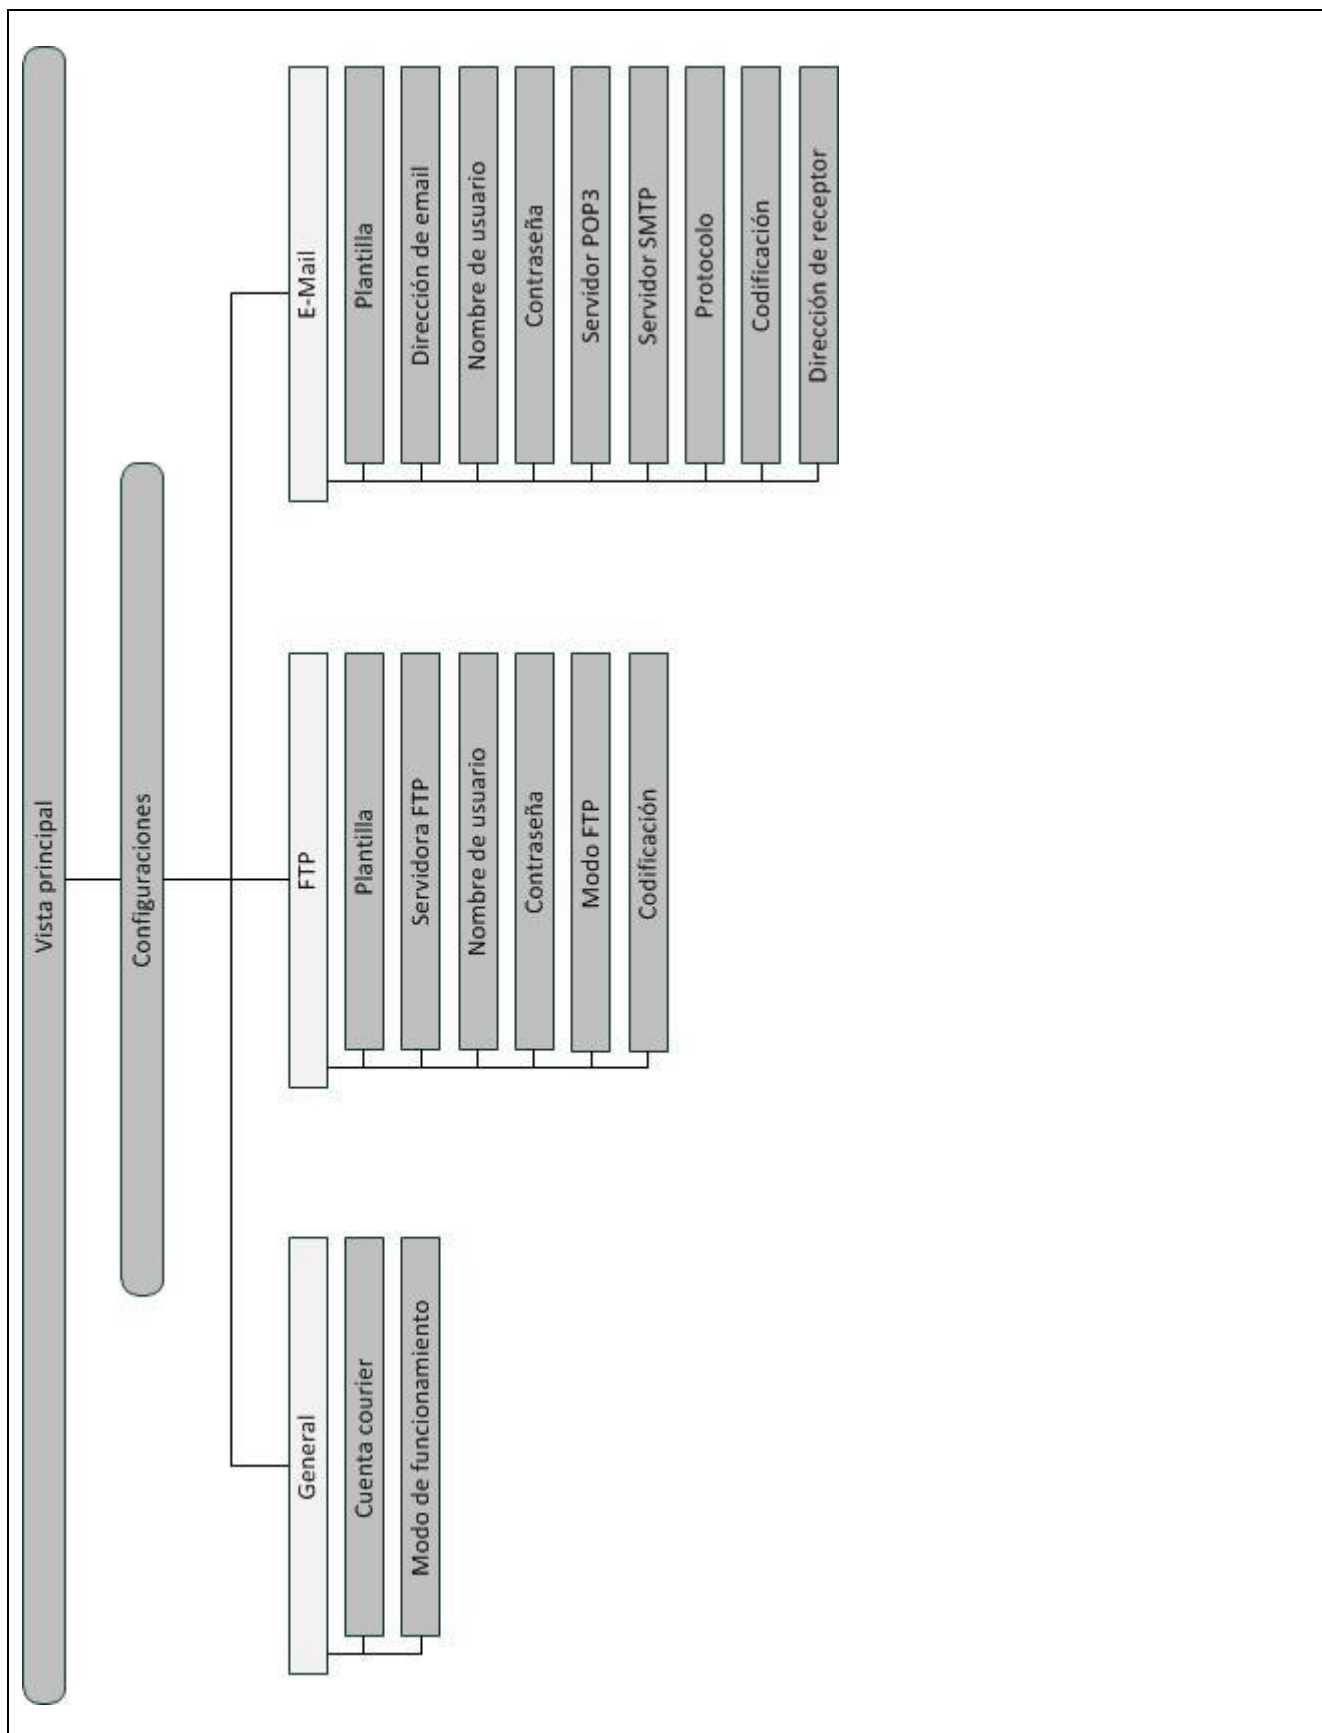 Vista principal
Configuraciones
General
Cuenta courier
Modo de funcionamiento
FTP
Plantilla
Servidora FTP
Nombre de usuario
Contraseña
Modo FTP
Codificación
E-Mail
Plantilla
Dirección de email
Nombre de usuario
Contraseña
Servidor POP3
Servidor SMTP
Protocolo
Codificación
Dirección de receptor